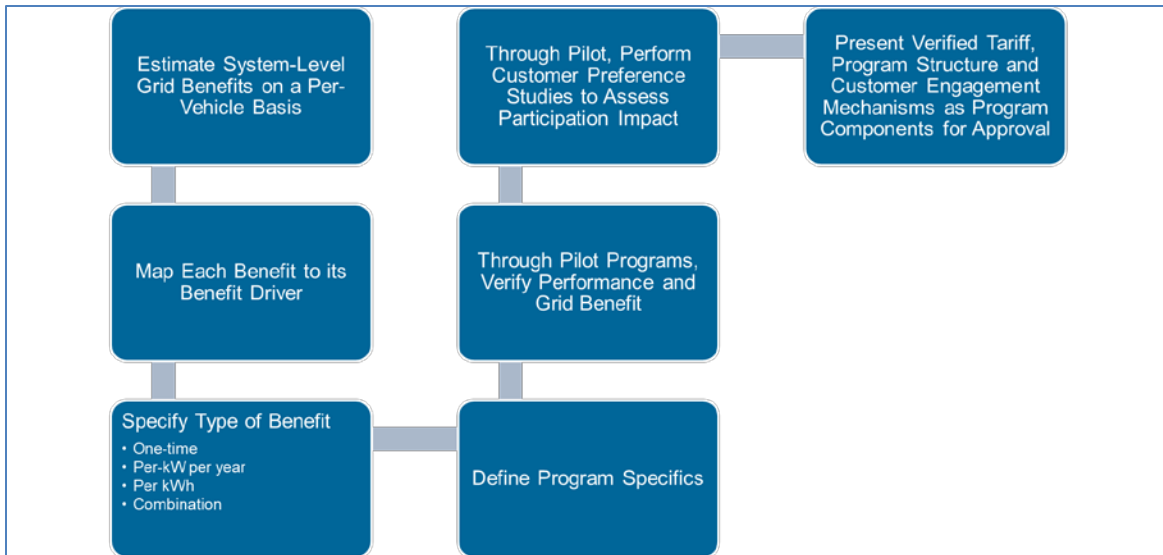 Estimate System-Level
Grid Benefits on a Per-
Vehicle Basis
Map Each Benefit to its
Benefit Driver
Specify Type of Benefit
• One-time
• Per-kW per year
• Per kWh
• Combination
Define Program Specifics
Through Pilot Programs,
Verify Performance and
Grid Benefit
Through Pilot, Perform
Customer Preference
Studies to Assess
Participation Impact
Present Verified Tariff,
Program Structure and
Customer Engagement
Mechanisms as Program
Components for Approval